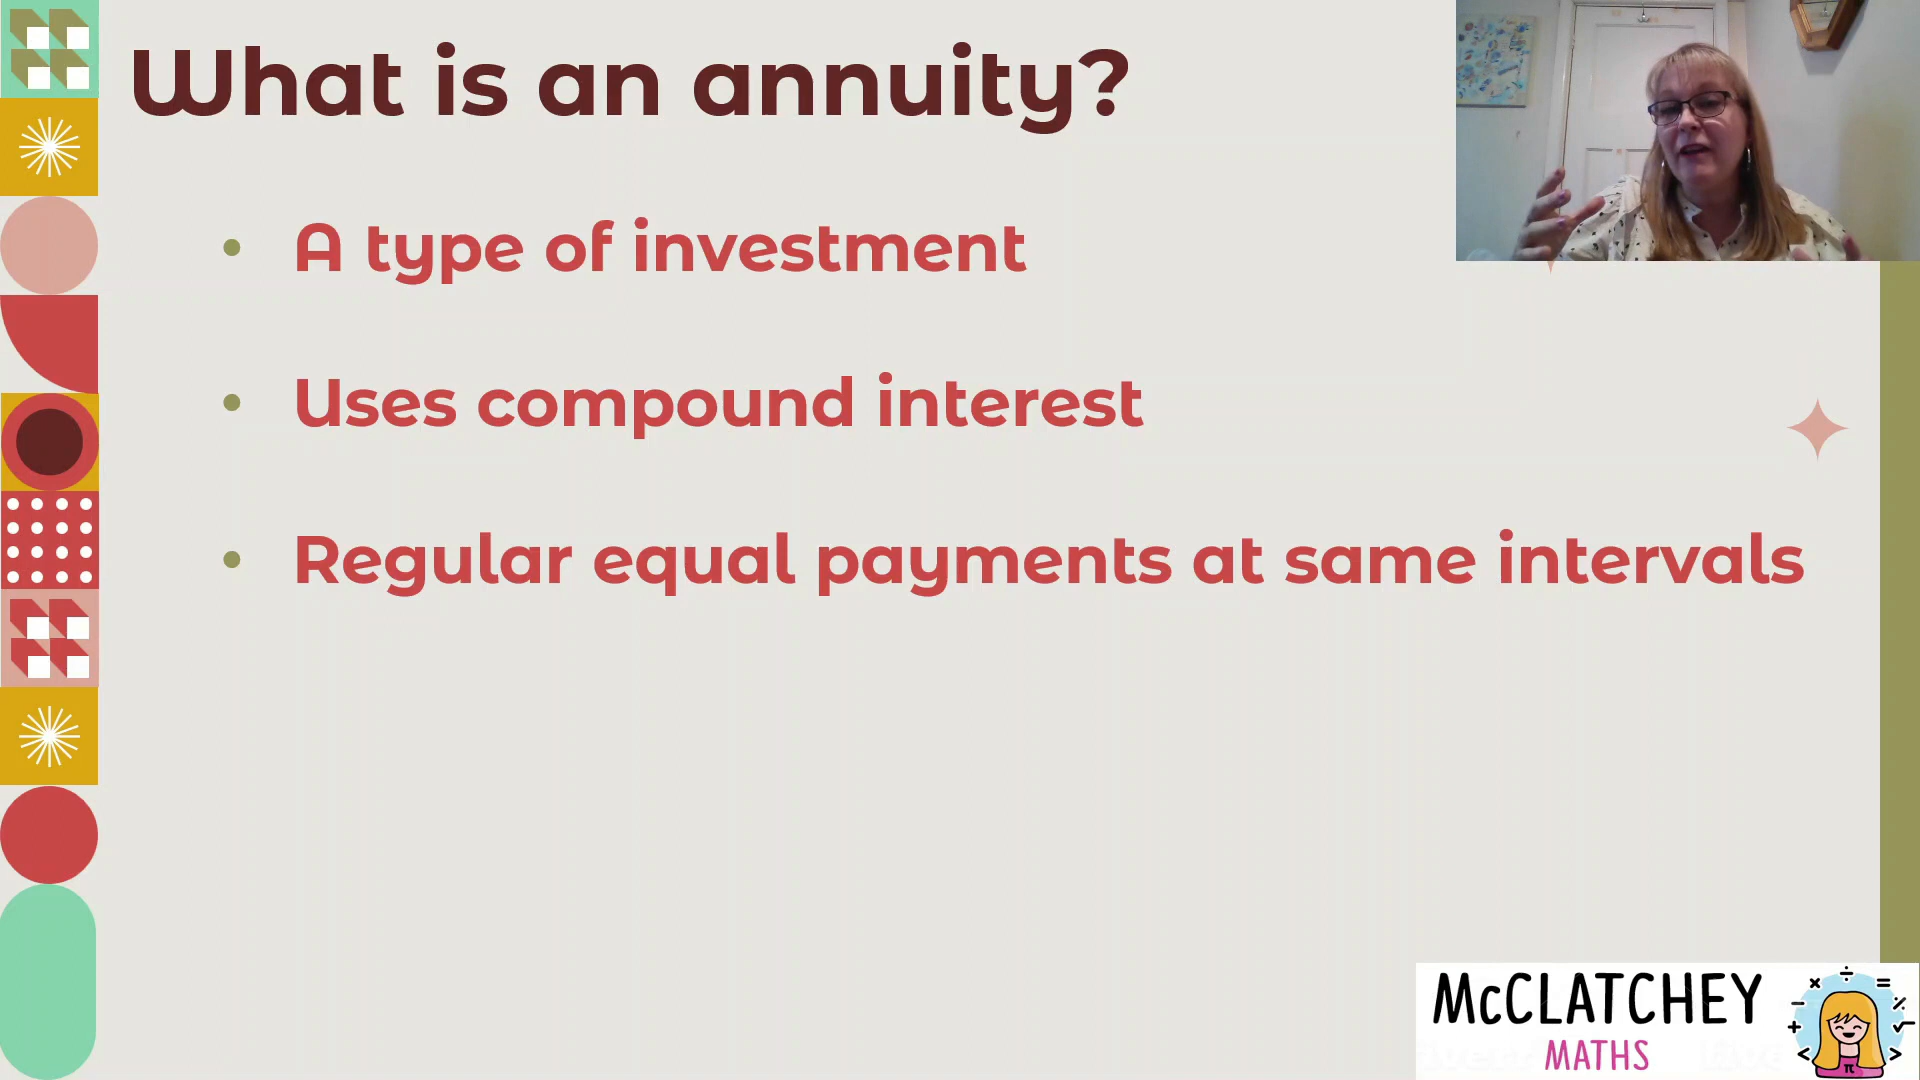 What is an annuity?
• A type of investment
• Uses compound interest
• Regular equal payments at same intervals
McCLATCHEY
MATHS
× ÷ =
− %
+ √
< π >